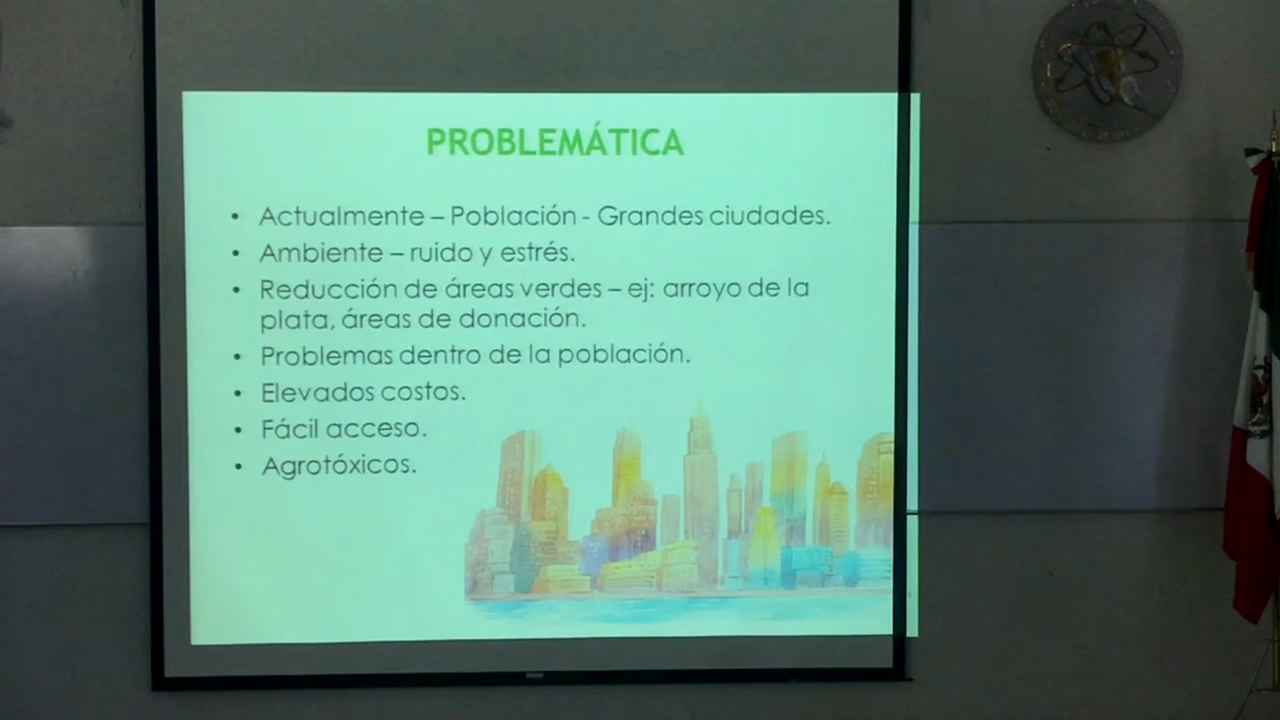 PROBLEMÁTICA
• Actualmente – Población - Grandes ciudades.
• Ambiente – ruido y estrés.
• Reducción de áreas verdes – ej: arroyo de la
plata, áreas de donación.
• Problemas dentro de la población.
• Elevados costos.
• Fácil acceso.
• Agrotóxicos.